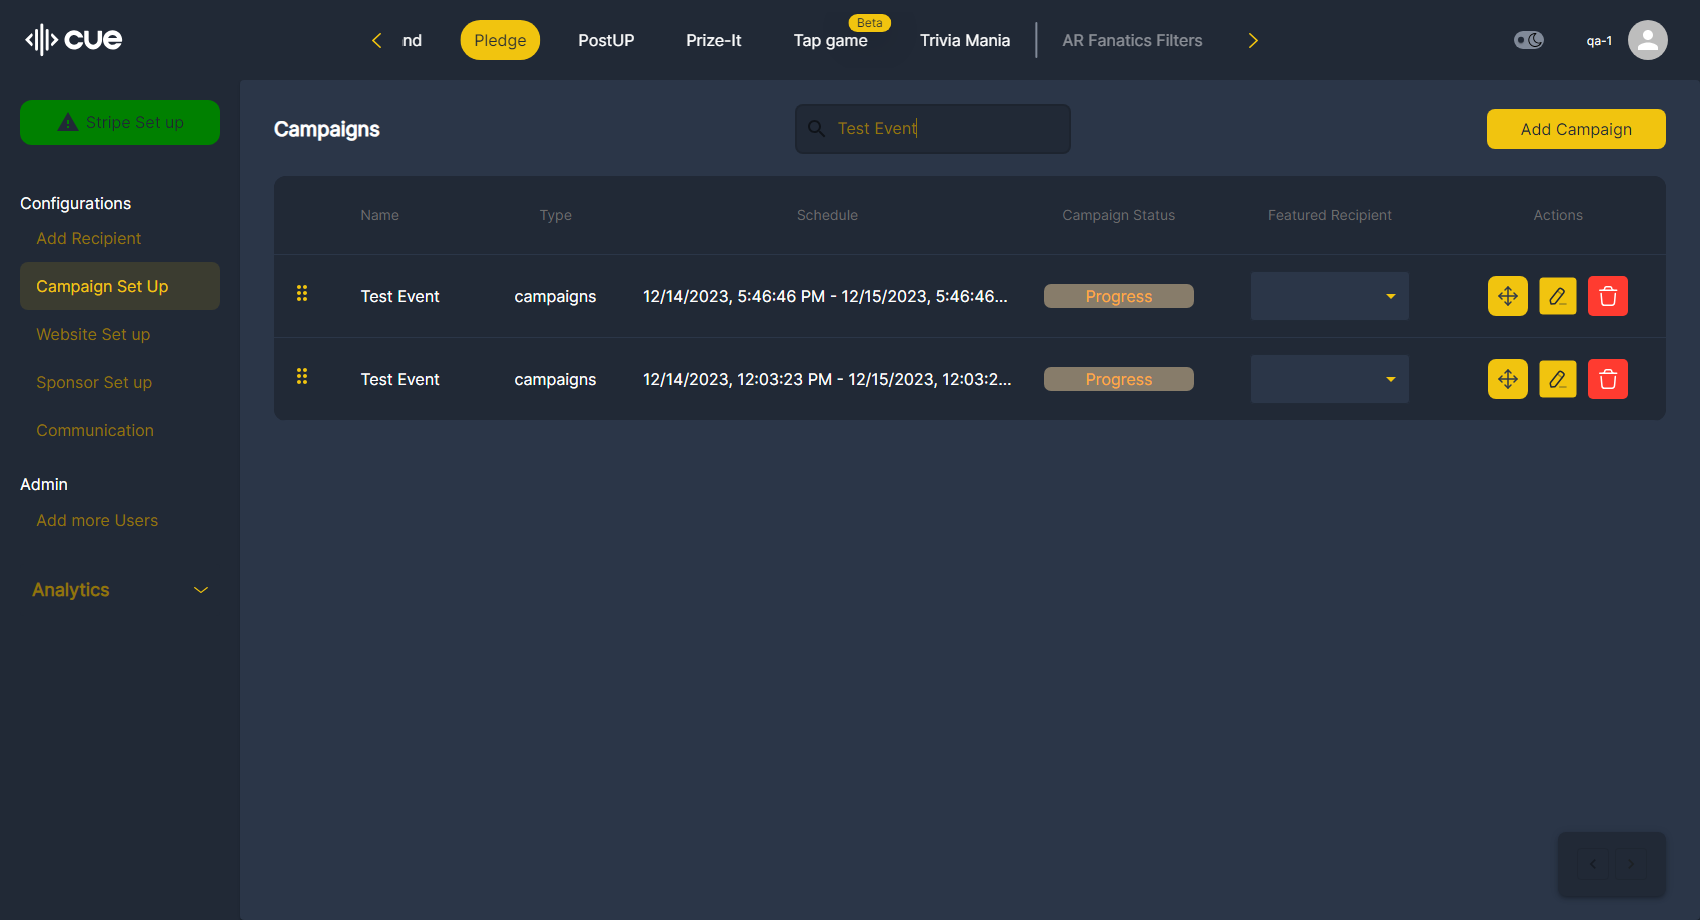 cue
nd
Pledge
PostUP
Prize-It
Beta
Tap game
Trivia Mania
AR Fanatics Filters
qa-1
Stripe Set up
Configurations
Add Recipient
Campaign Set Up
Website Set up
Sponsor Set up
Communication
Admin
Add more Users
Analytics
Campaigns
Test Event
Add Campaign
Name Type Schedule Campaign Status Featured Recipient Actions
Test Event campaigns 12/14/2023, 5:46:46 PM - 12/15/2023, 5:46:46... Progress
Test Event campaigns 12/14/2023, 12:03:23 PM - 12/15/2023, 12:03:2... Progress